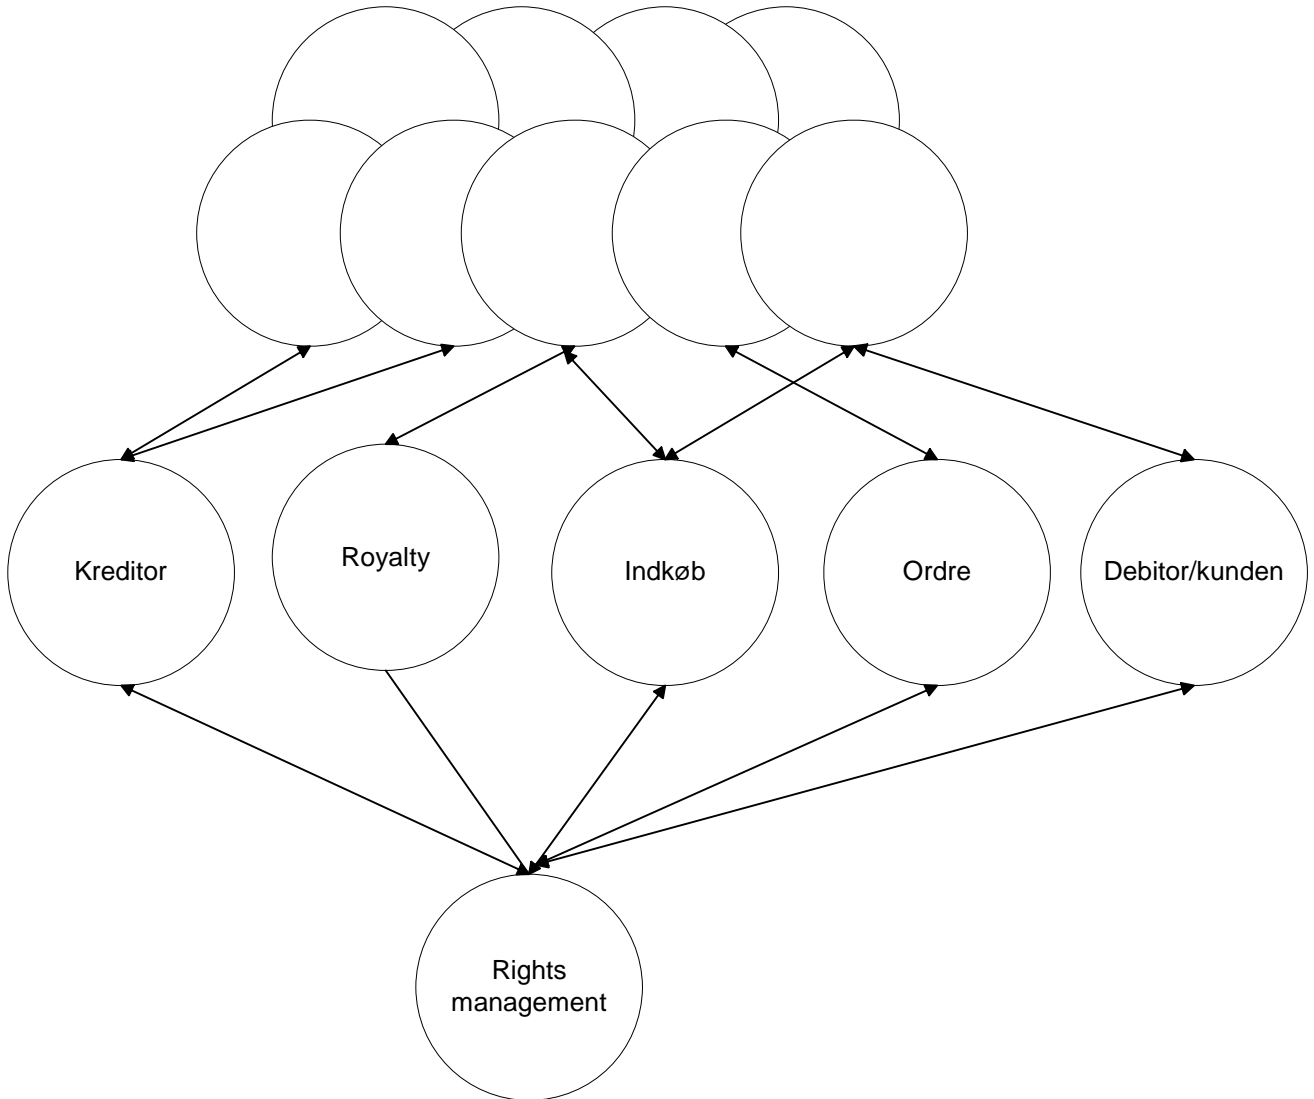 Kreditor
Royalty
Indkøb
Ordre
Debitor/kunden
Rights
management